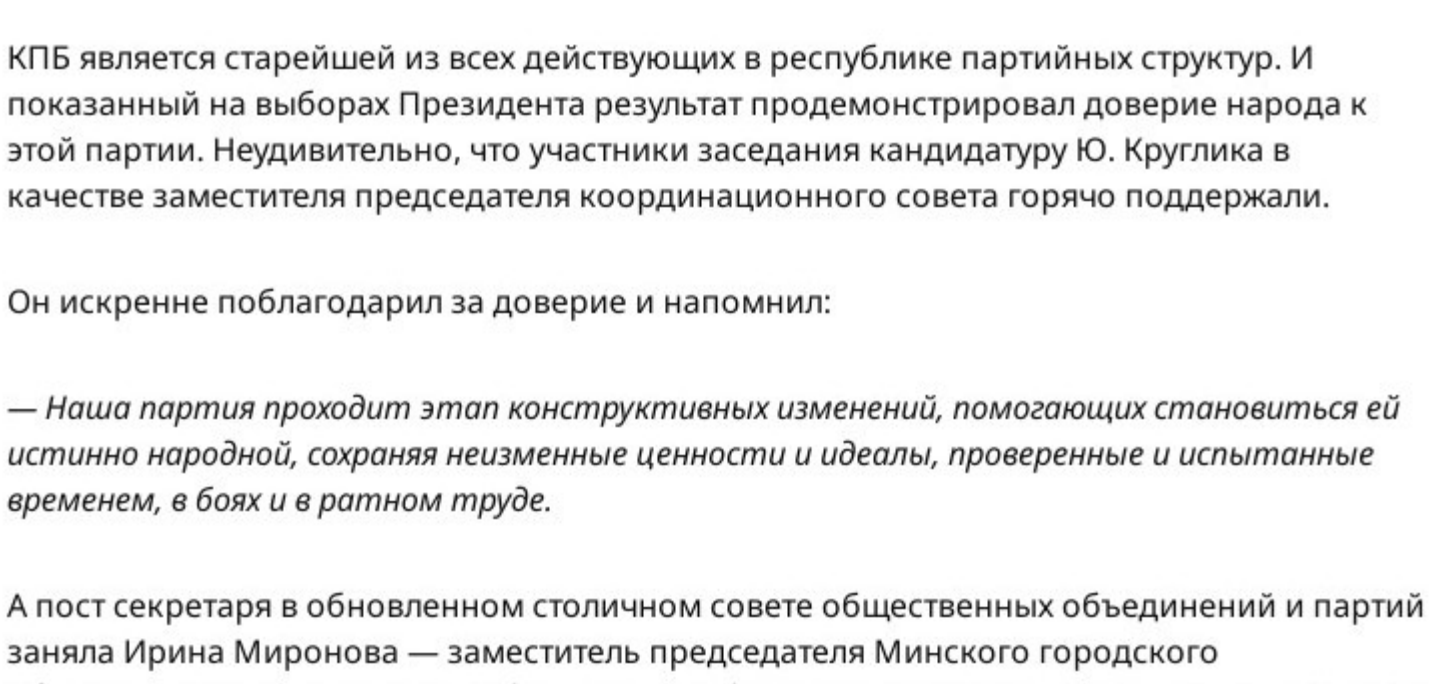 КПБ является старейшей из всех действующих в республике партийных структур. И
показанный на выборах Президента результат продемонстрировал доверие народа к
этой партии. Неудивительно, что участники заседания кандидатуру Ю. Круглика в
качестве заместителя председателя координационного совета горячо поддержали.
Он искренне поблагодарил за доверие и напомнил:
— Наша партия проходит этап конструктивных изменений, помогающих становиться ей
истинно народной, сохраняя неизменные ценности и идеалы, проверенные и испытанные
временем, в боях и в ратном труде.
А пост секретаря в обновленном столичном совете общественных объединений и партий
заняла Ирина Миронова — заместитель председателя Минского городского